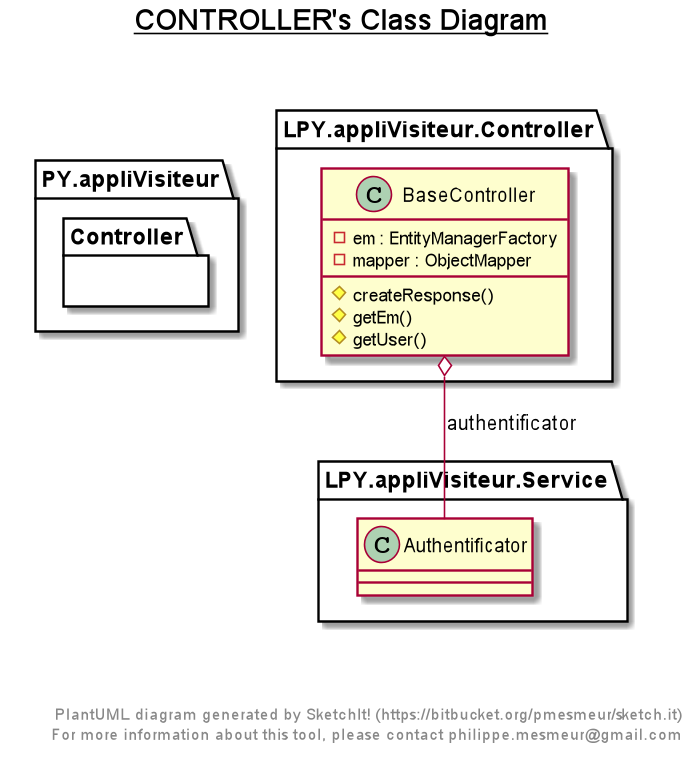 CONTROLLER's Class Diagram
PY.appliVisiteur
Controller
LPY.appliVisiteur.Controller
C BaseController
em : EntityManagerFactory
mapper : ObjectMapper
createResponse()
getEm()
getUser()
authentificator
LPY.appliVisiteur.Service
C Authentificator
PlantUML diagram generated by SketchIt! (https://bitbucket.org/pmesmeur/sketch.it)
For more information about this tool, please contact philippe.mesmeur@gmail.com